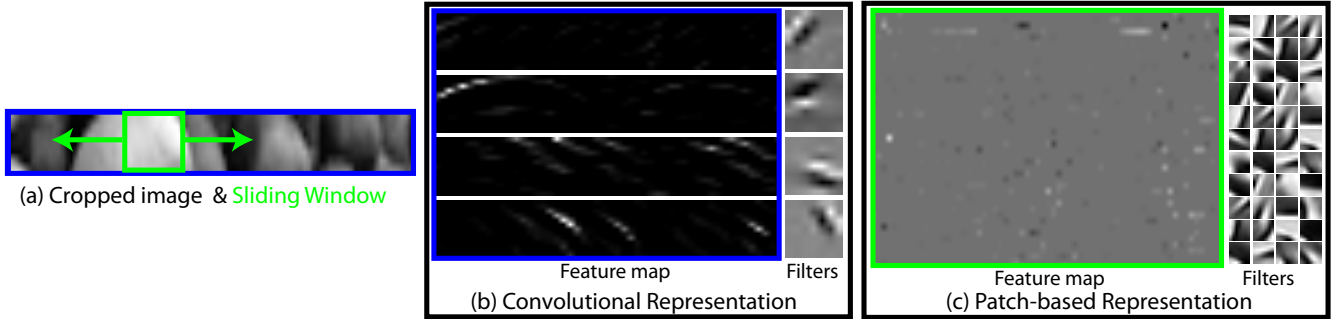 (a) Cropped image & Sliding Window
Feature map
Filters
(b) Convolutional Representation
Feature map
Filters
(c) Patch-based Representation